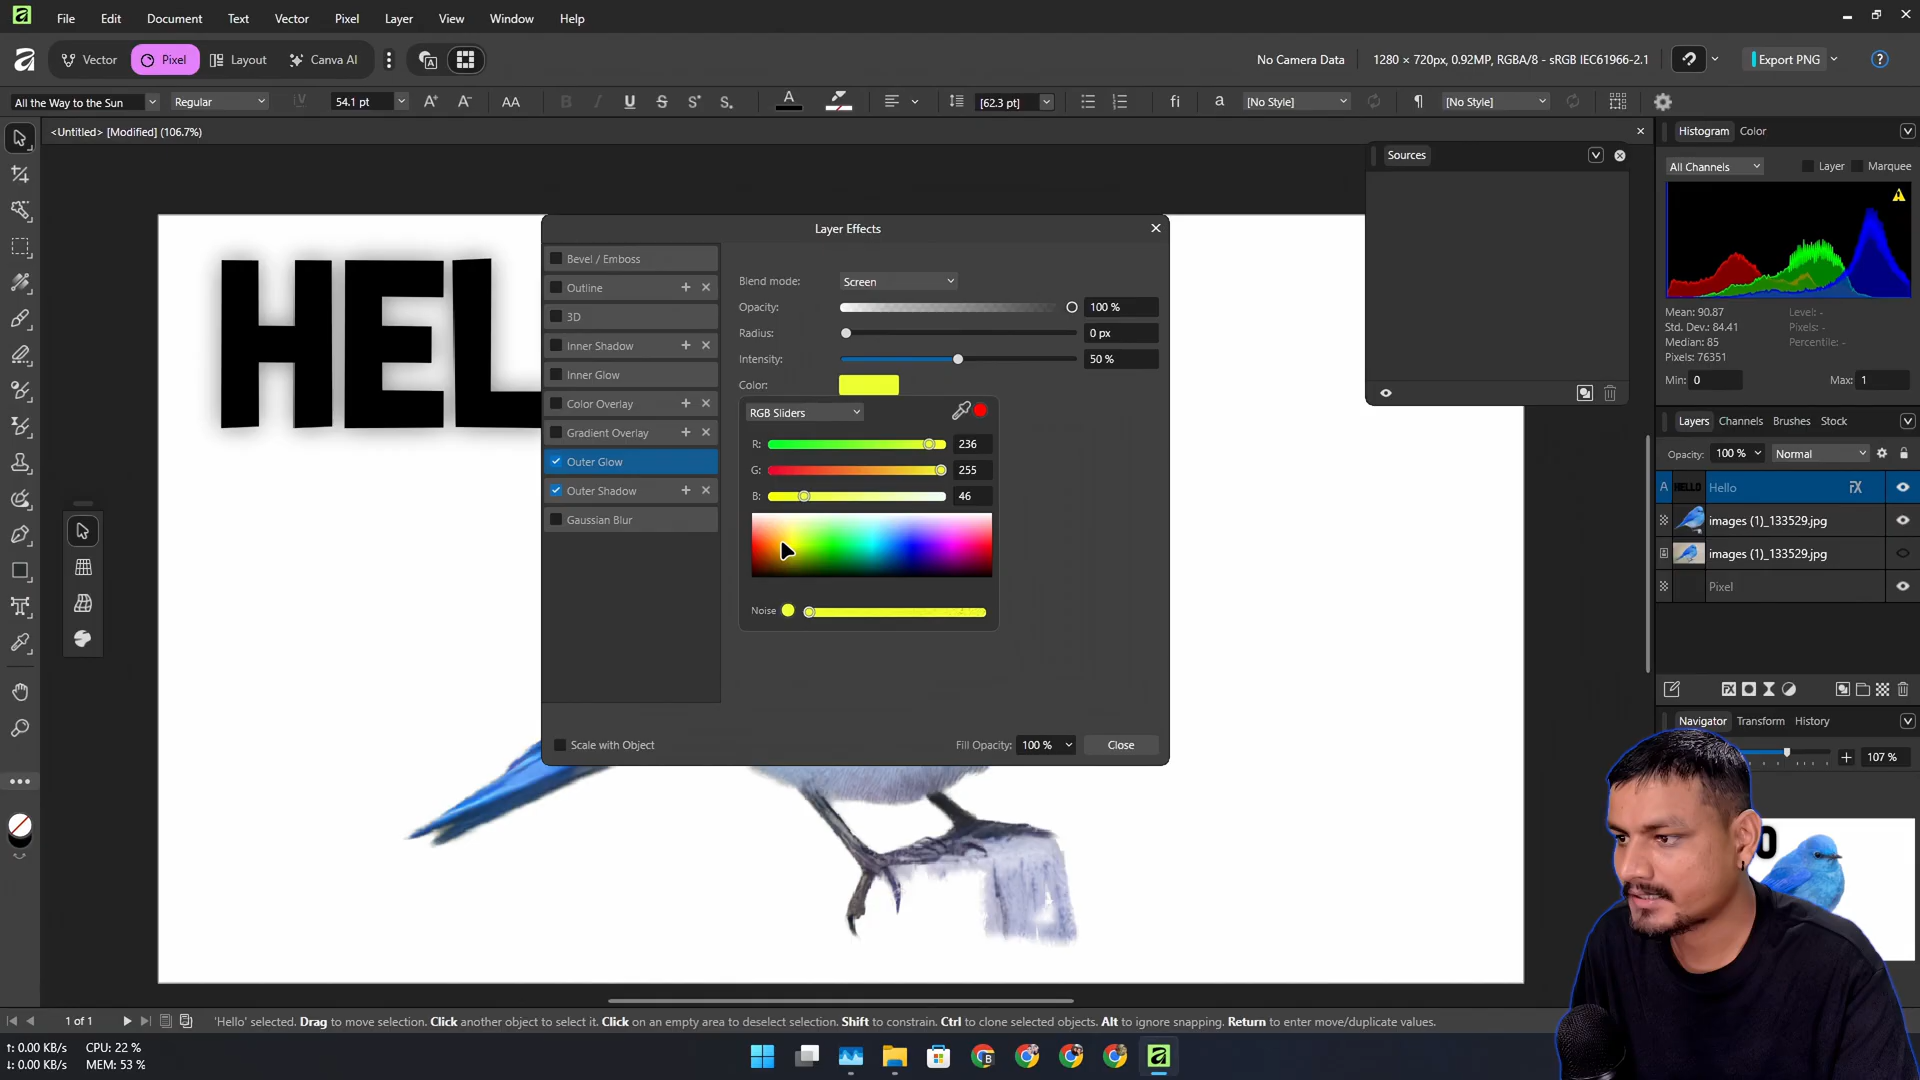 File Edit Document Text Vector Pixel Layer View Window Help
Vector Pixel Layout Canva AI No Camera Data 1280 × 720px, 0.92MP, RGBA/8 - sRGB IEC61966-2.1 Export PNG
All the Way to the Sun Regular 54.1 pt AA B I U S S S. A [62.3 pt] fi a [No Style] ¶ [No Style]
<Untitled> [Modified] (106.7%)
Histogram Color
Sources
All Channels Layer Marquee
HEL
Layer Effects
Bevel / Emboss
Outline
3D
Inner Shadow
Inner Glow
Color Overlay
Gradient Overlay
Outer Glow
Outer Shadow
Gaussian Blur
Blend mode: Screen
Opacity: 100 %
Radius: 0 px
Intensity: 50 %
Color:
RGB Sliders
R: 236
G: 255
B: 46
Noise
Scale with Object Fill Opacity: 100 % Close
Mean: 90.87 Level: -
Std. Dev.: 84.41 Pixels: -
Median: 85 Percentile: -
Pixels: 76351
Min: 0 Max: 1
Layers Channels Brushes Stock
Opacity: 100 % Normal
A HELLO Hello FX
images (1)_133529.jpg
images (1)_133529.jpg
Pixel
Navigator Transform History
107 %
O
1 of 1 'Hello' selected. Drag to move selection. Click another object to select it. Click on an empty area to deselect selection. Shift to constrain. Ctrl to clone selected objects. Alt to ignore snapping. Return to enter move/duplicate values.
↑: 0.00 KB/s CPU: 22 %
↓: 0.00 KB/s MEM: 53 %